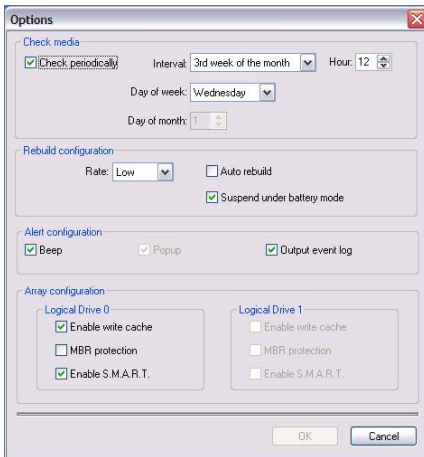 Options
Check media
Check periodically Interval: 3rd week of the month Hour: 12
Day of week: Wednesday
Day of month: 1
Rebuild configuration
Rate: Low Auto rebuild
Suspend under battery mode
Alert configuration
Beep Popup Output event log
Array configuration
Logical Drive 0 Logical Drive 1
Enable write cache Enable write cache
MBR protection MBR protection
Enable S.M.A.R.T. Enable S.M.A.R.T.
OK Cancel